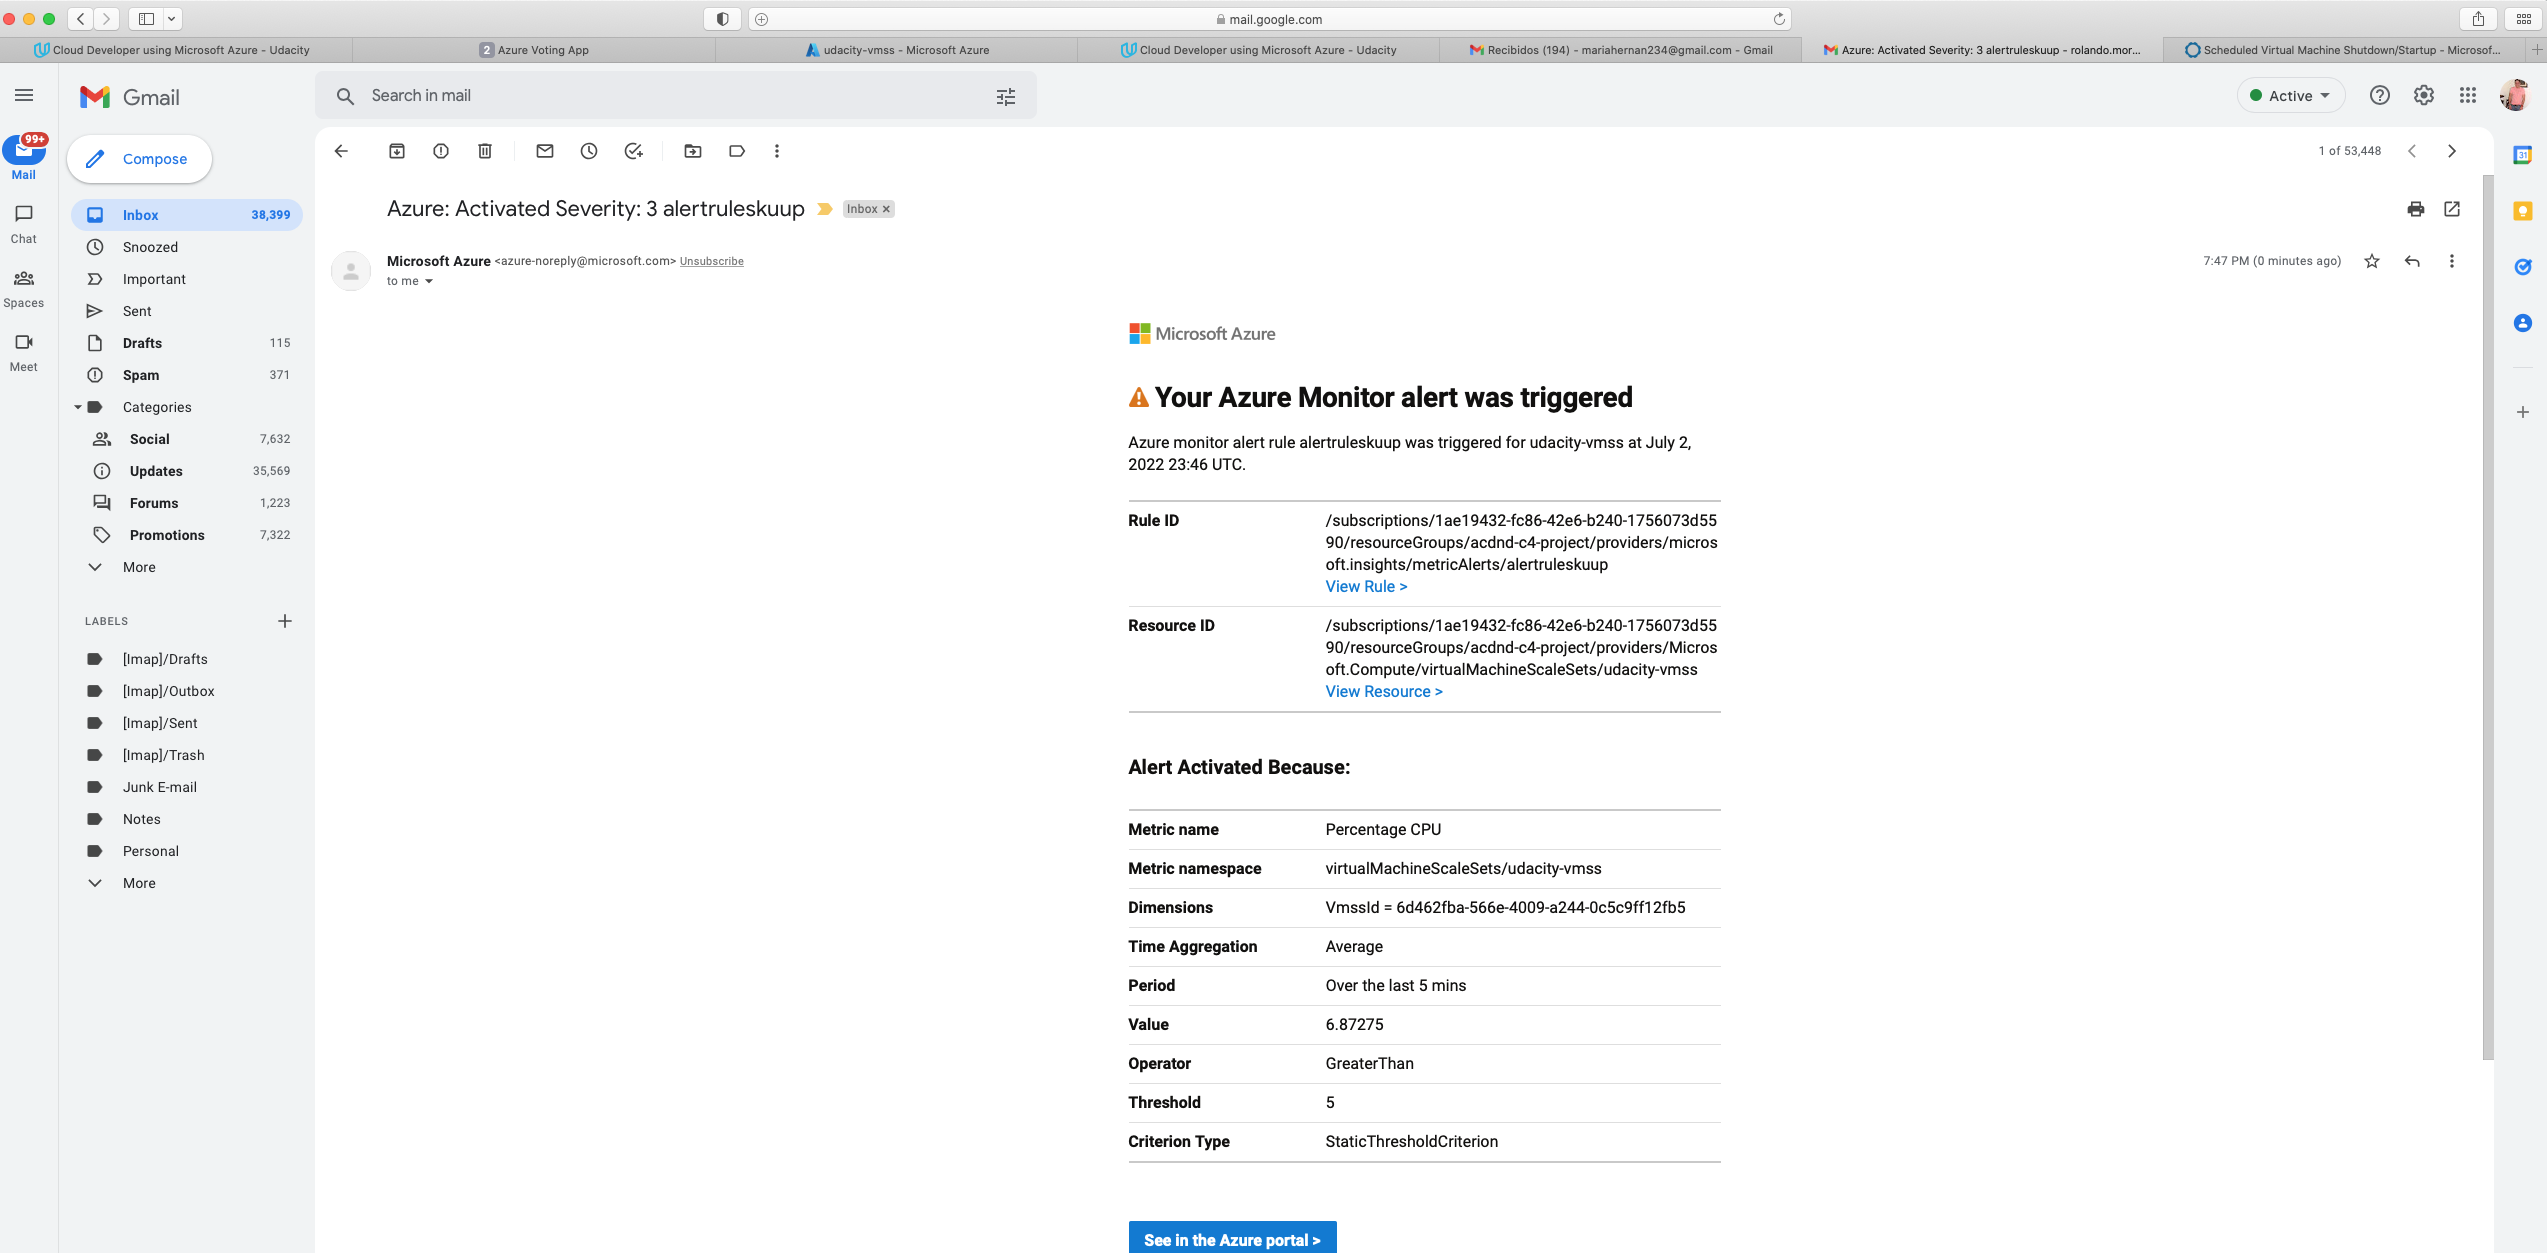 mail.google.com
Cloud Developer using Microsoft Azure - Udacity
2 Azure Voting App
udacity-vmss - Microsoft Azure
Cloud Developer using Microsoft Azure - Udacity
Recibidos (194) - mariahernan234@gmail.com - Gmail
Azure: Activated Severity: 3 alertruleskuup - rolando.mor...
Scheduled Virtual Machine Shutdown/Startup - Microsof...
Gmail
Search in mail
Active
99+
Mail
Chat
Spaces
Meet
Compose
Inbox 38,399
Snoozed
Important
Sent
Drafts 115
Spam 371
Categories
Social 7,632
Updates 35,569
Forums 1,223
Promotions 7,322
More
LABELS
[Imap]/Drafts
[Imap]/Outbox
[Imap]/Sent
[Imap]/Trash
Junk E-mail
Notes
Personal
More
1 of 53,448
Azure: Activated Severity: 3 alertruleskuup Inbox
Microsoft Azure <azure-noreply@microsoft.com> Unsubscribe
7:47 PM (0 minutes ago)
to me
31
Microsoft Azure
Your Azure Monitor alert was triggered
Azure monitor alert rule alertruleskuup was triggered for udacity-vmss at July 2,
2022 23:46 UTC.
Rule ID /subscriptions/1ae19432-fc86-42e6-b240-1756073d55
90/resourceGroups/acdnd-c4-project/providers/micros
oft.insights/metricAlerts/alertruleskuup
View Rule >
Resource ID /subscriptions/1ae19432-fc86-42e6-b240-1756073d55
90/resourceGroups/acdnd-c4-project/providers/Micros
oft.Compute/virtualMachineScaleSets/udacity-vmss
View Resource >
Alert Activated Because:
Metric name Percentage CPU
Metric namespace virtualMachineScaleSets/udacity-vmss
Dimensions VmssId = 6d462fba-566e-4009-a244-0c5c9ff12fb5
Time Aggregation Average
Period Over the last 5 mins
Value 6.87275
Operator GreaterThan
Threshold 5
Criterion Type StaticThresholdCriterion
See in the Azure portal >